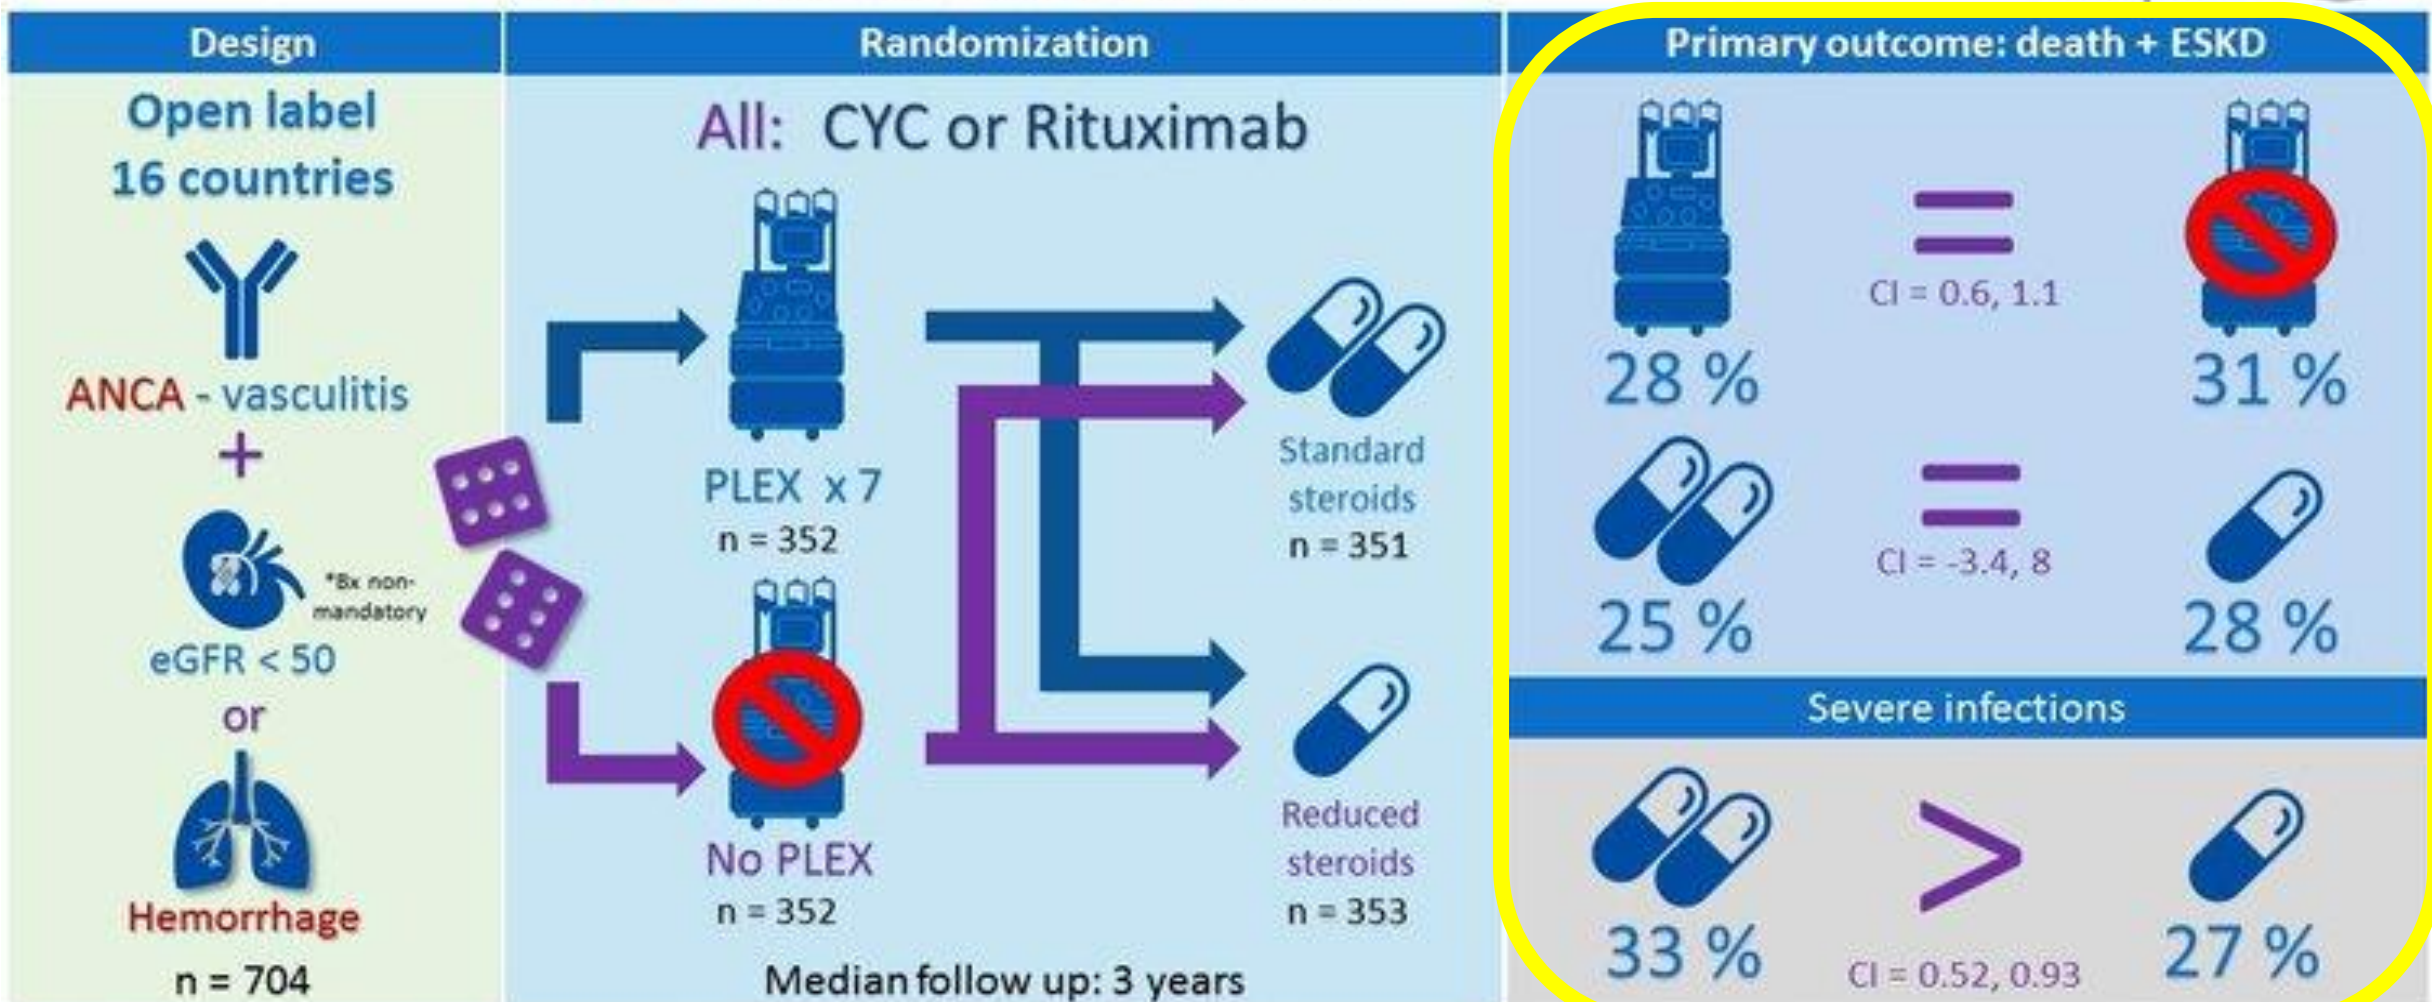 Design
Open label
16 countries
ANCA - vasculitis
+
*Bx non-
mandatory
eGFR < 50
or
Hemorrhage
n = 704
Randomization
All: CYC or Rituximab
PLEX x 7
n = 352
No PLEX
n = 352
Standard
steroids
n = 351
Reduced
steroids
n = 353
Median follow up: 3 years
Primary outcome: death + ESKD
=
CI = 0.6, 1.1
28 %
31 %
=
CI = -3.4, 8
25 %
28 %
Severe infections
>
33 %
CI = 0.52, 0.93
27 %